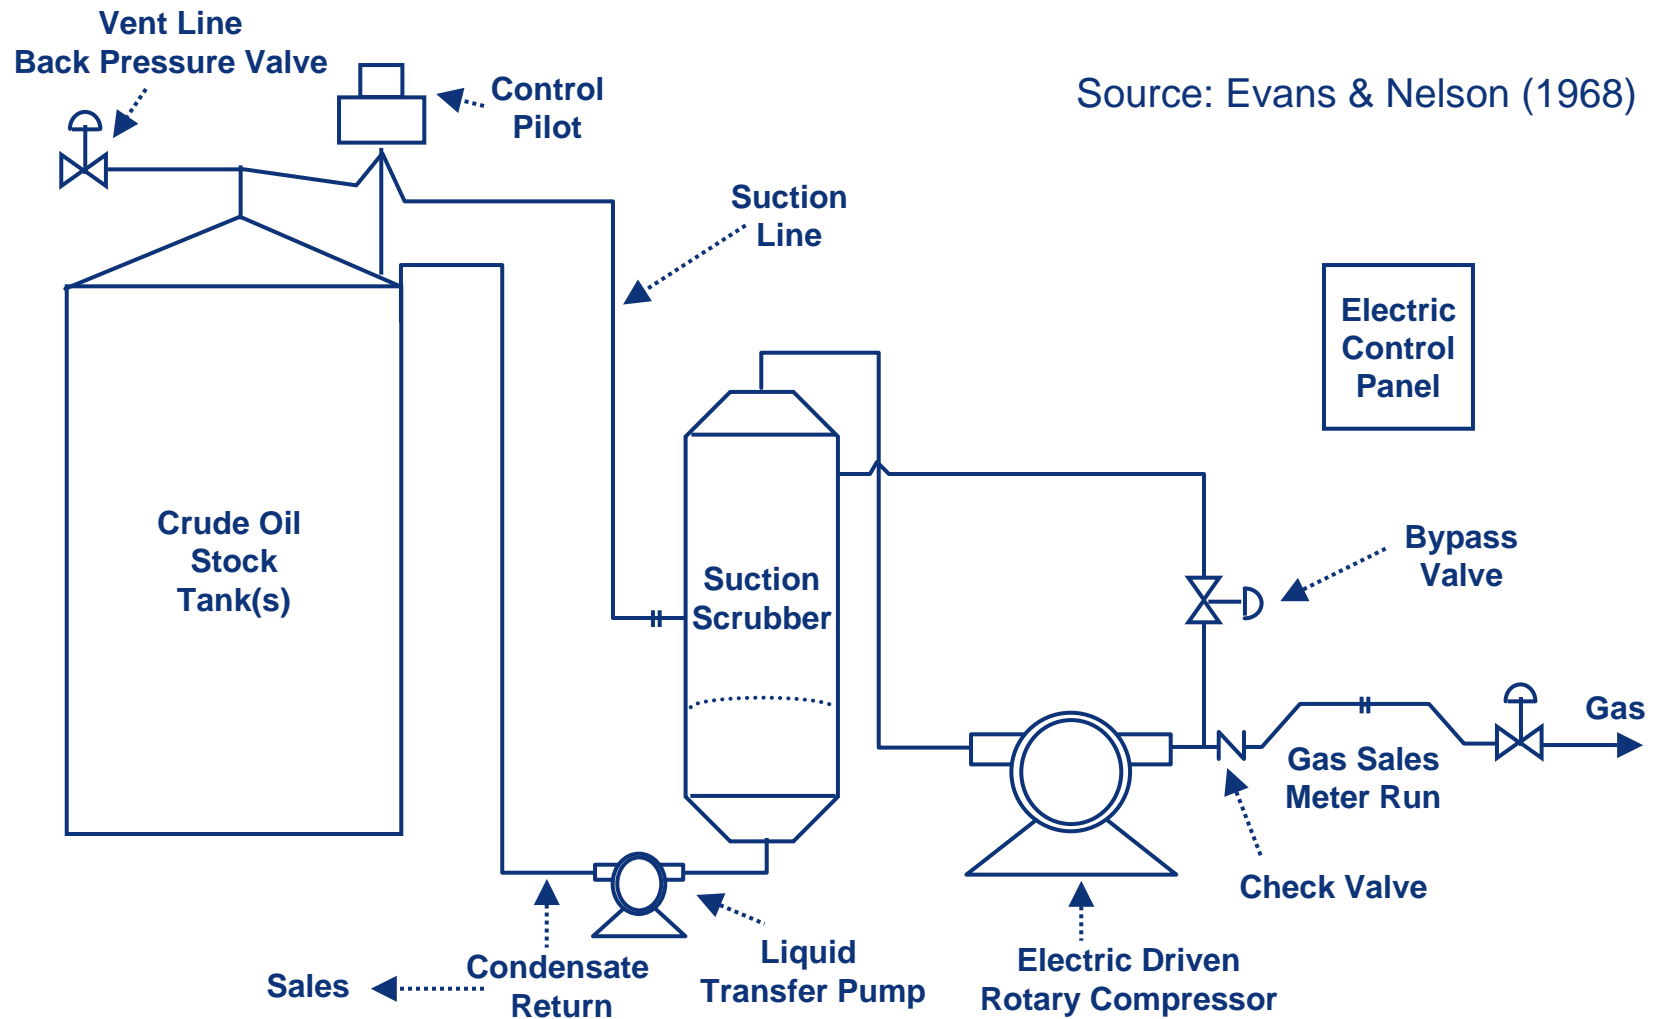 Vent Line
Back Pressure Valve
Control
Pilot
Source: Evans & Nelson (1968)
Suction
Line
Electric
Control
Panel
Crude Oil
Stock
Tank(s)
Suction
Scrubber
Bypass
Valve
Gas
Gas Sales
Meter Run
Check Valve
Sales
Condensate
Return
Liquid
Transfer Pump
Electric Driven
Rotary Compressor